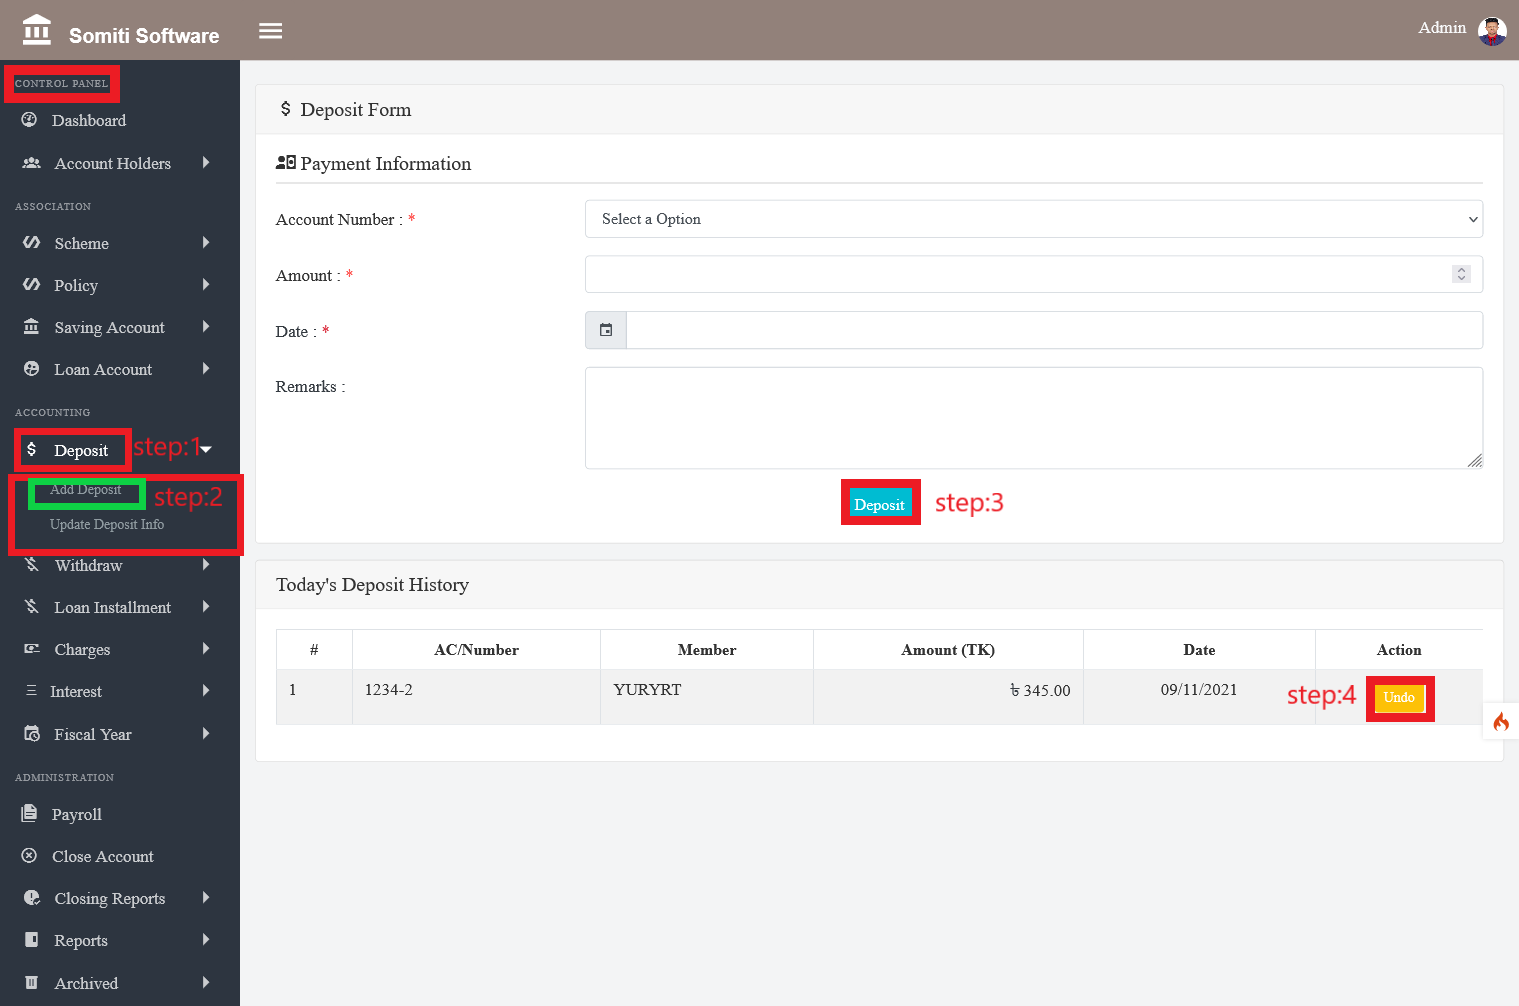 Somiti Software
Admin
CONTROL PANEL
Dashboard
Account Holders
ASSOCIATION
Scheme
Policy
Saving Account
Loan Account
ACCOUNTING
Deposit step:1
Add Deposit step:2
Update Deposit Info
Withdraw
Loan Installment
Charges
Interest
Fiscal Year
ADMINISTRATION
Payroll
Close Account
Closing Reports
Reports
Archived
$ Deposit Form
Payment Information
Account Number : * Select a Option
Amount : *
Date : *
Remarks :
Deposit step:3
Today's Deposit History
# AC/Number Member Amount (TK) Date Action
1 1234-2 YURYRT ৳ 345.00 09/11/2021 step:4 Undo